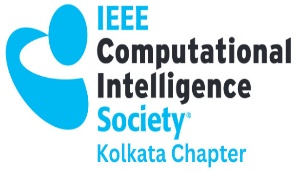 IEEE
Computational
Intelligence
Society®
Kolkata Chapter